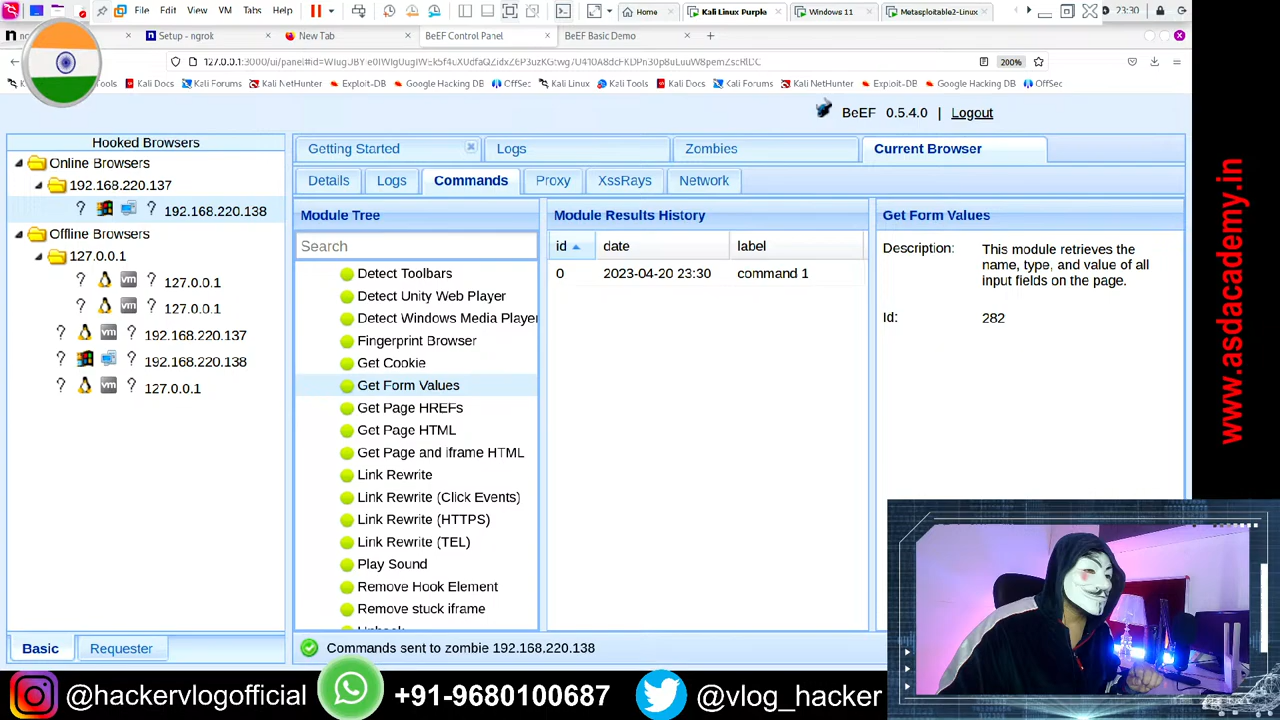 File Edit View VM Tabs Help Home Kali Linux Purple Windows 11 Metasploitable2-Linux 23:30
Setup - ngrok New Tab BeEF Control Panel BeEF Basic Demo
200%
Tools Kali Docs Kali Forums Kali NetHunter Exploit-DB Google Hacking DB OffSec Kali Linux Kali Tools Kali Docs Kali Forums Kali NetHunter Exploit-DB Google Hacking DB OffSec
BeEF 0.5.4.0 | Logout
Hooked Browsers
Online Browsers
192.168.220.137
? ? 192.168.220.138
Offline Browsers
127.0.0.1
? vm ? 127.0.0.1
? vm ? 127.0.0.1
? vm ? 192.168.220.137
? ? 192.168.220.138
? vm ? 127.0.0.1
Basic Requester
Getting Started Logs Zombies Current Browser
Details Logs Commands Proxy XssRays Network
Module Tree
Search
Detect Toolbars
Detect Unity Web Player
Detect Windows Media Player
Fingerprint Browser
Get Cookie
Get Form Values
Get Page HREFs
Get Page HTML
Get Page and iframe HTML
Link Rewrite
Link Rewrite (Click Events)
Link Rewrite (HTTPS)
Link Rewrite (TEL)
Play Sound
Remove Hook Element
Remove stuck iframe
Module Results History
id date label
0 2023-04-20 23:30 command 1
Get Form Values
Description: This module retrieves the
name, type, and value of all
input fields on the page.
Id: 282
Commands sent to zombie 192.168.220.138
www.asdacademy.in
@hackervlogofficial +91-9680100687 @vlog_hacker